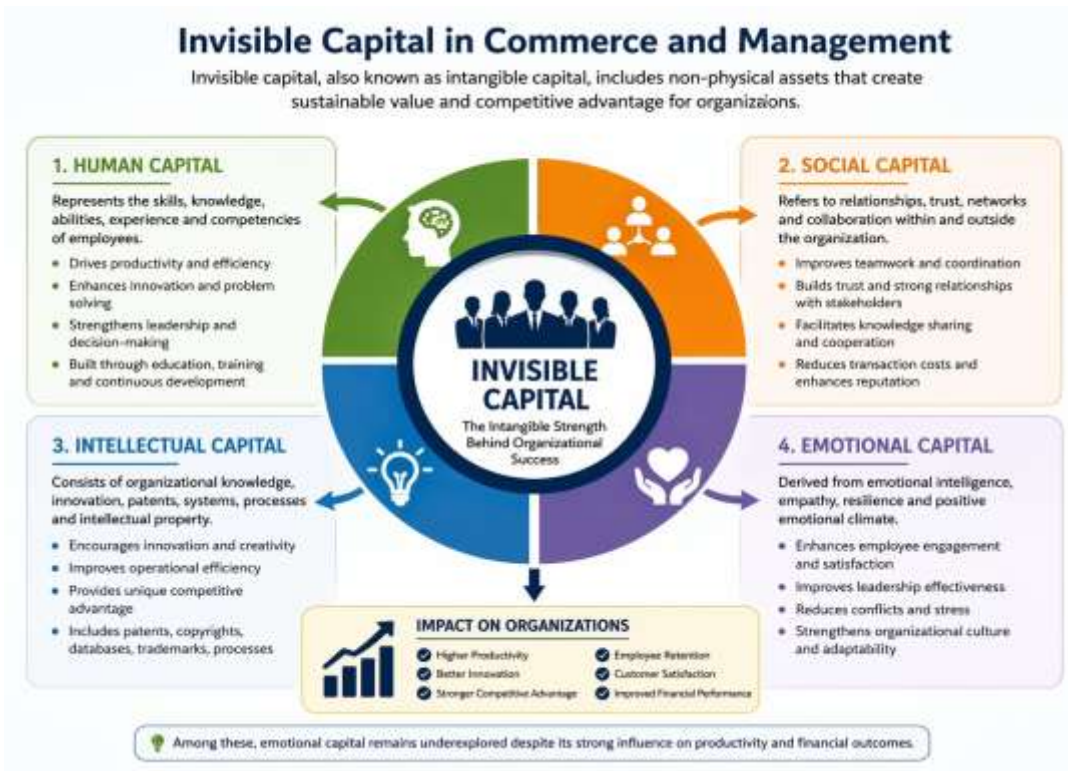 Invisible Capital in Commerce and Management
Invisible capital, also known as intangible capital, includes non-physical assets that create
sustainable value and competitive advantage for organizaions.
1. HUMAN CAPITAL
Represents the skills, knowledge,
abilities, experience and competencies
of employees.
• Drives productivity and efficiency
• Enhances innovation and problem
solving
• Strengthens leadership and
decision-making
• Built through education, training
and continuous development
2. SOCIAL CAPITAL
Refers to relationships, trust, networks
and collaboration within and outside
the organization.
• Improves teamwork and coordination
• Builds trust and strong relationships
with stakeholders
• Facilitates knowledge sharing
and cooperation
• Reduces transaction costs and
enhances reputation
INVISIBLE
CAPITAL
The Intangible Strength
Behind Organizational
Success
3. INTELLECTUAL CAPITAL
Consists of organizational knowledge,
innovation, patents, systems, processes
and intellectual property.
• Encourages innovation and creativity
• Improves operational efficiency
• Provides unique competitive
advantage
• Includes patents, copyrights,
databases, trademarks, processes
4. EMOTIONAL CAPITAL
Derived from emotional intelligence,
empathy, resilience and positive
emotional climate.
• Enhances employee engagement
and satisfaction
• Improves leadership effectiveness
• Reduces conflicts and stress
• Strengthens organizational culture
and adaptability
IMPACT ON ORGANIZATIONS
Higher Productivity
Better Innovation
Stronger Competitive Advantage
Employee Retention
Customer Satisfaction
Improved Financial Performance
Among these, emotional capital remains underexplored despite its strong influence on productivity and financial outcomes.